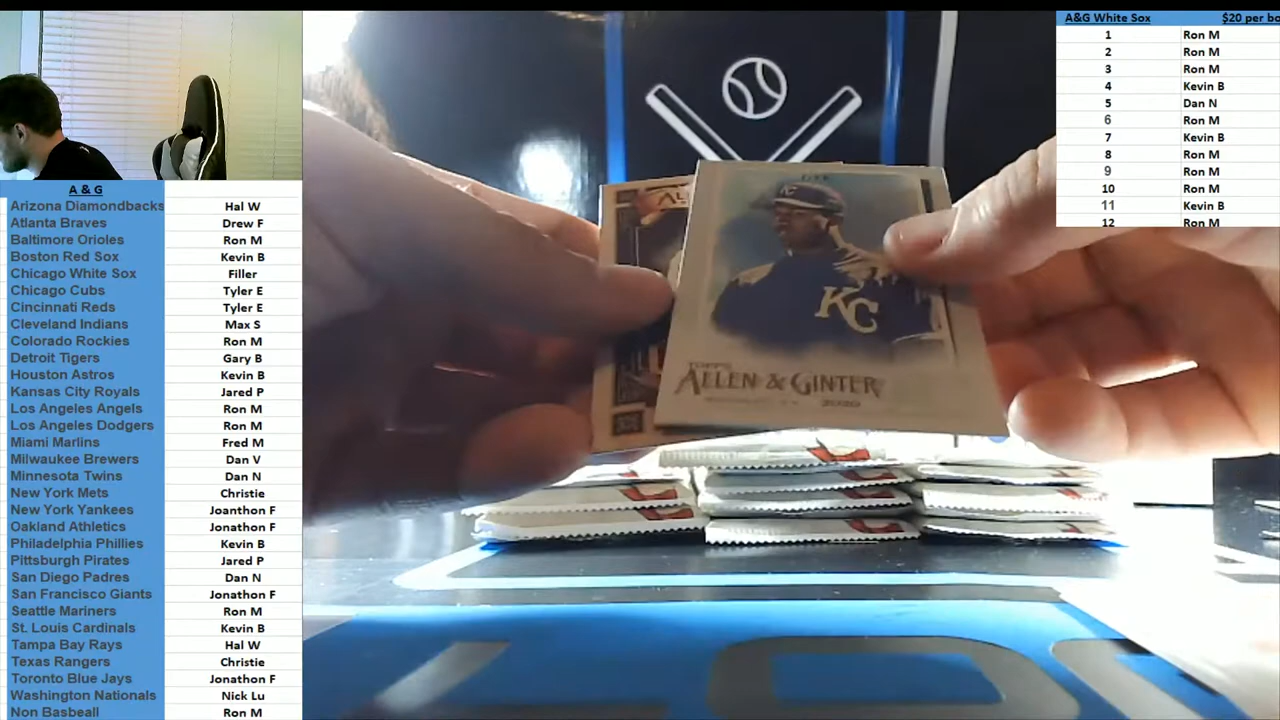 A & G
Arizona Diamondbacks Hal W
Atlanta Braves Drew F
Baltimore Orioles Ron M
Boston Red Sox Kevin B
Chicago White Sox Filler
Chicago Cubs Tyler E
Cincinnati Reds Tyler E
Cleveland Indians Max S
Colorado Rockies Ron M
Detroit Tigers Gary B
Houston Astros Kevin B
Kansas City Royals Jared P
Los Angeles Angels Ron M
Los Angeles Dodgers Ron M
Miami Marlins Fred M
Milwaukee Brewers Dan V
Minnesota Twins Dan N
New York Mets Christie
New York Yankees Joanthon F
Oakland Athletics Jonathon F
Philadelphia Phillies Kevin B
Pittsburgh Pirates Jared P
San Diego Padres Dan N
San Francisco Giants Jonathon F
Seattle Mariners Ron M
St. Louis Cardinals Kevin B
Tampa Bay Rays Hal W
Texas Rangers Christie
Toronto Blue Jays Jonathon F
Washington Nationals Nick Lu
Non Basbeall Ron M
KC
KC
TOPPS
ALLEN & GINTER
2020
A&G White Sox $20 per bo
1 Ron M
2 Ron M
3 Ron M
4 Kevin B
5 Dan N
6 Ron M
7 Kevin B
8 Ron M
9 Ron M
10 Ron M
11 Kevin B
12 Ron M